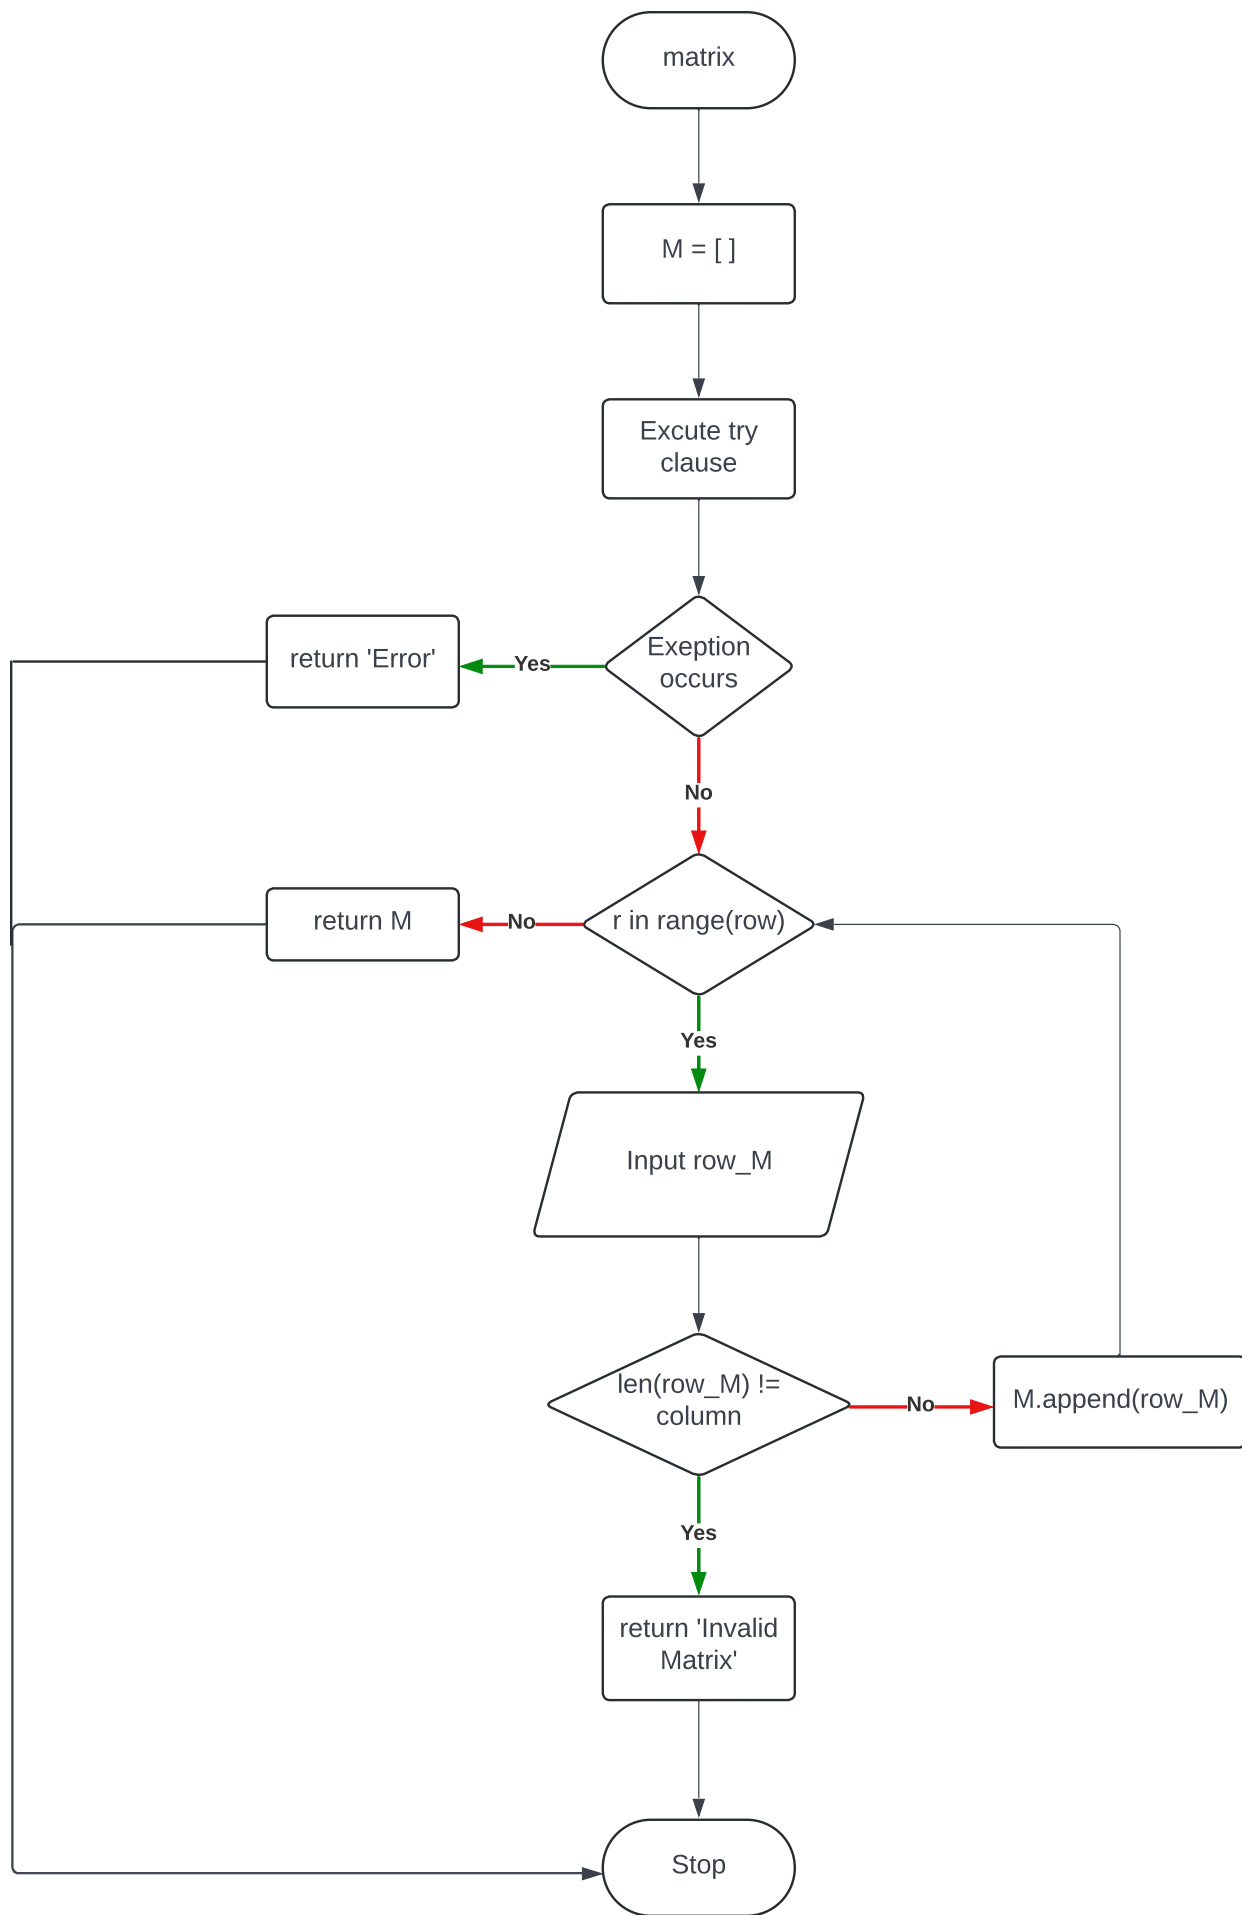 matrix
M = [ ]
Excute try
clause
Exeption
occurs
Yes
return 'Error'
No
r in range(row)
No
return M
Yes
Input row_M
len(row_M) !=
column
No
M.append(row_M)
Yes
return 'Invalid
Matrix'
Stop